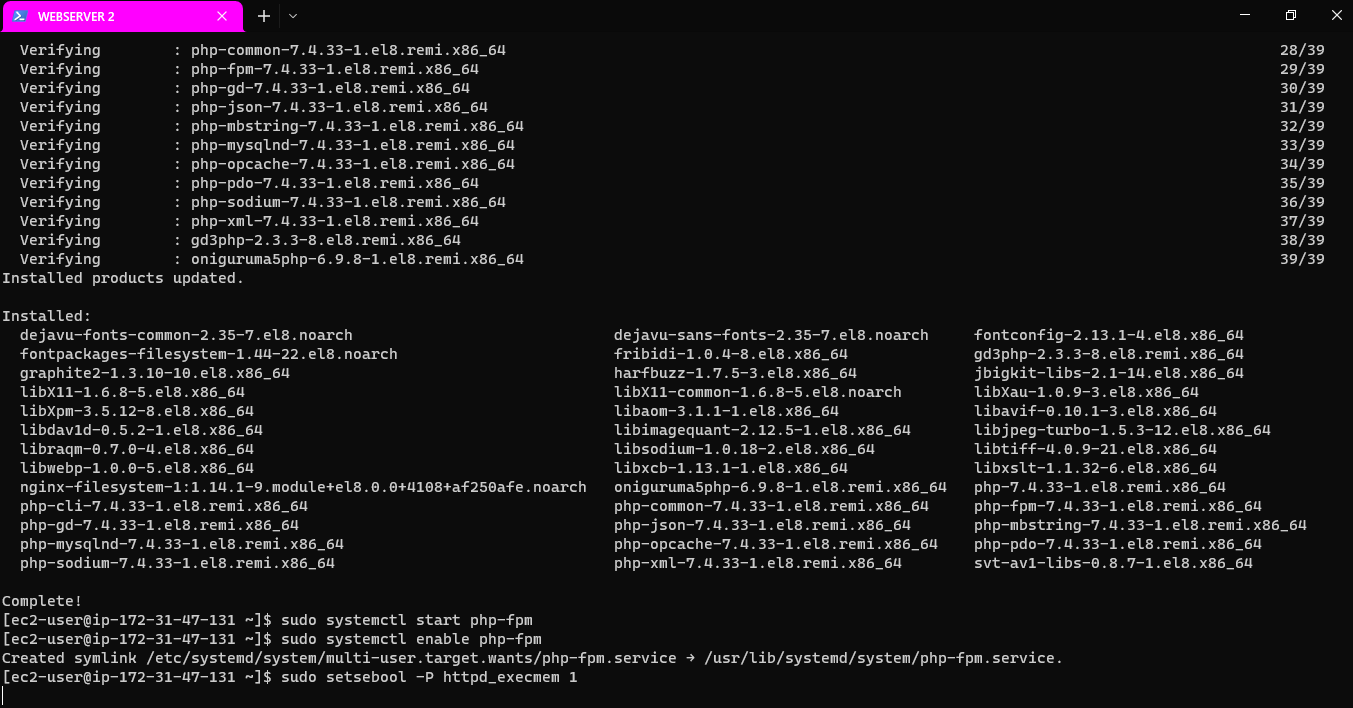 WEBSERVER 2
Verifying : php-common-7.4.33-1.el8.remi.x86_64 28/39
Verifying : php-fpm-7.4.33-1.el8.remi.x86_64 29/39
Verifying : php-gd-7.4.33-1.el8.remi.x86_64 30/39
Verifying : php-json-7.4.33-1.el8.remi.x86_64 31/39
Verifying : php-mbstring-7.4.33-1.el8.remi.x86_64 32/39
Verifying : php-mysqlnd-7.4.33-1.el8.remi.x86_64 33/39
Verifying : php-opcache-7.4.33-1.el8.remi.x86_64 34/39
Verifying : php-pdo-7.4.33-1.el8.remi.x86_64 35/39
Verifying : php-sodium-7.4.33-1.el8.remi.x86_64 36/39
Verifying : php-xml-7.4.33-1.el8.remi.x86_64 37/39
Verifying : gd3php-2.3.3-8.el8.remi.x86_64 38/39
Verifying : oniguruma5php-6.9.8-1.el8.remi.x86_64 39/39
Installed products updated.
Installed:
dejavu-fonts-common-2.35-7.el8.noarch dejavu-sans-fonts-2.35-7.el8.noarch fontconfig-2.13.1-4.el8.x86_64
fontpackages-filesystem-1.44-22.el8.noarch fribidi-1.0.4-8.el8.x86_64 gd3php-2.3.3-8.el8.remi.x86_64
graphite2-1.3.10-10.el8.x86_64 harfbuzz-1.7.5-3.el8.x86_64 jbigkit-libs-2.1-14.el8.x86_64
libX11-1.6.8-5.el8.x86_64 libX11-common-1.6.8-5.el8.noarch libXau-1.0.9-3.el8.x86_64
libXpm-3.5.12-8.el8.x86_64 libaom-3.1.1-1.el8.x86_64 libavif-0.10.1-3.el8.x86_64
libdav1d-0.5.2-1.el8.x86_64 libimagequant-2.12.5-1.el8.x86_64 libjpeg-turbo-1.5.3-12.el8.x86_64
libraqm-0.7.0-4.el8.x86_64 libsodium-1.0.18-2.el8.x86_64 libtiff-4.0.9-21.el8.x86_64
libwebp-1.0.0-5.el8.x86_64 libxcb-1.13.1-1.el8.x86_64 libxslt-1.1.32-6.el8.x86_64
nginx-filesystem-1:1.14.1-9.module+el8.0.0+4108+af250afe.noarch oniguruma5php-6.9.8-1.el8.remi.x86_64 php-7.4.33-1.el8.remi.x86_64
php-cli-7.4.33-1.el8.remi.x86_64 php-common-7.4.33-1.el8.remi.x86_64 php-fpm-7.4.33-1.el8.remi.x86_64
php-gd-7.4.33-1.el8.remi.x86_64 php-json-7.4.33-1.el8.remi.x86_64 php-mbstring-7.4.33-1.el8.remi.x86_64
php-mysqlnd-7.4.33-1.el8.remi.x86_64 php-opcache-7.4.33-1.el8.remi.x86_64 php-pdo-7.4.33-1.el8.remi.x86_64
php-sodium-7.4.33-1.el8.remi.x86_64 php-xml-7.4.33-1.el8.remi.x86_64 svt-av1-libs-0.8.7-1.el8.x86_64
Complete!
[ec2-user@ip-172-31-47-131 ~]$ sudo systemctl start php-fpm
[ec2-user@ip-172-31-47-131 ~]$ sudo systemctl enable php-fpm
Created symlink /etc/systemd/system/multi-user.target.wants/php-fpm.service → /usr/lib/systemd/system/php-fpm.service.
[ec2-user@ip-172-31-47-131 ~]$ sudo setsebool -P httpd_execmem 1